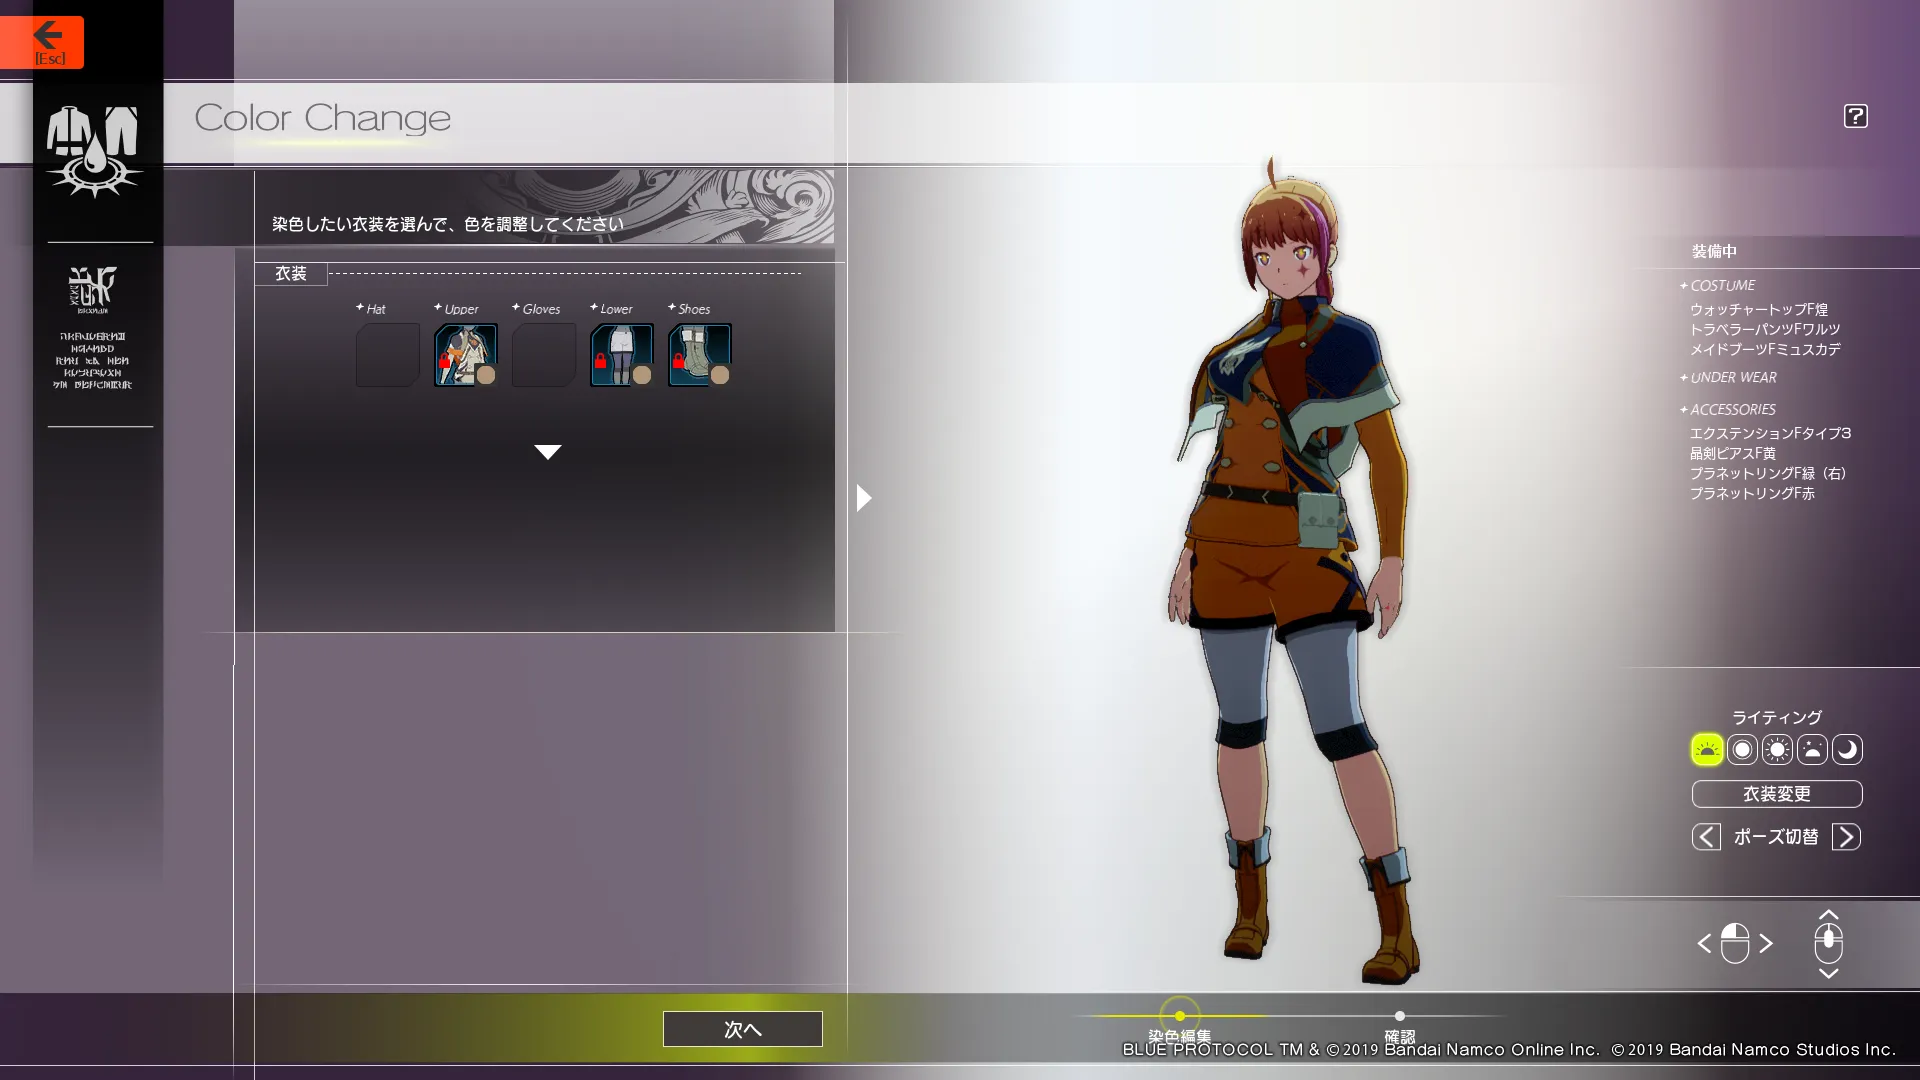 [Esc]
Color Change
?
染色したい衣装を選んで、色を調整してください
衣装
Hat
Upper
Gloves
Lower
Shoes
装備中
COSTUME
ウォッチャートップF煌
トラベラーパンツFワルツ
メイドブーツFミュスカデ
UNDER WEAR
ACCESSORIES
エクステンションFタイプ3
晶剣ピアスF黄
プラネットリングF緑（右）
プラネットリングF赤
ライティング
衣装変更
ポーズ切替
次へ
染色編集
確認
BLUE PROTOCOL TM & ©2019 Bandai Namco Online Inc. ©2019 Bandai Namco Studios Inc.